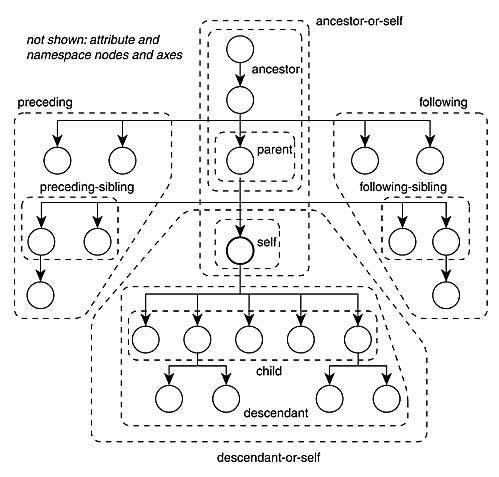 ancestor-or-self
not shown: attribute and
namespace nodes and axes
ancestor
preceding
following
parent
preceding-sibling
following-sibling
self
child
descendant
descendant-or-self